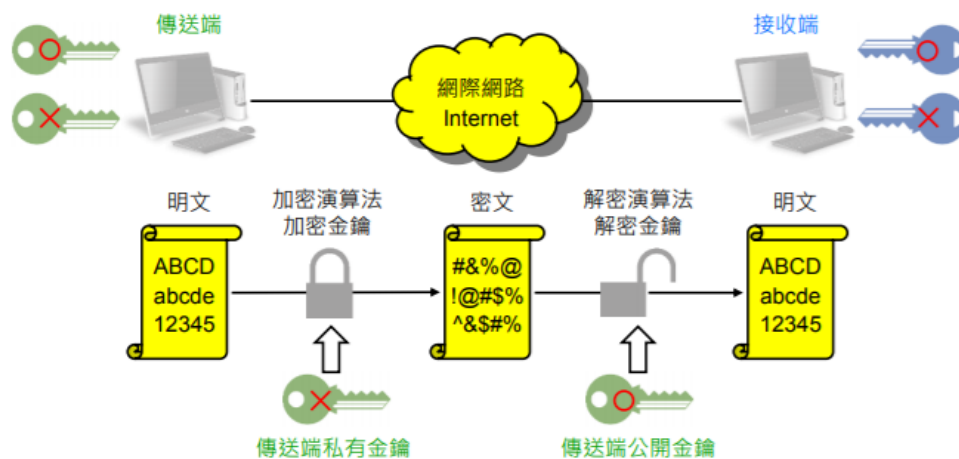 傳送端
接收端
網際網路
Internet
明文
加密演算法
加密金鑰
密文
解密演算法
解密金鑰
明文
ABCD
abcde
12345
#&%@
!@#$%
^&$#%
ABCD
abcde
12345
傳送端私有金鑰
傳送端公開金鑰